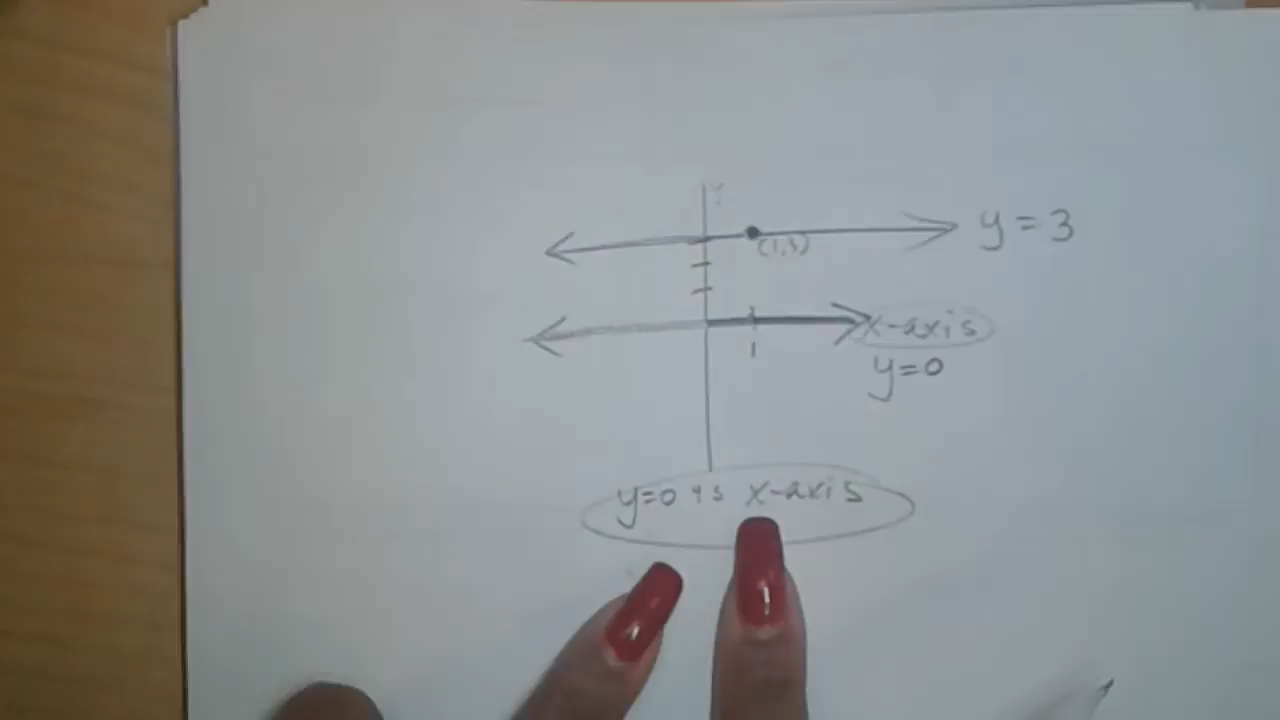 y
y = 3
(1,3)
x-axis
1
y=0
y=0 is x-axis